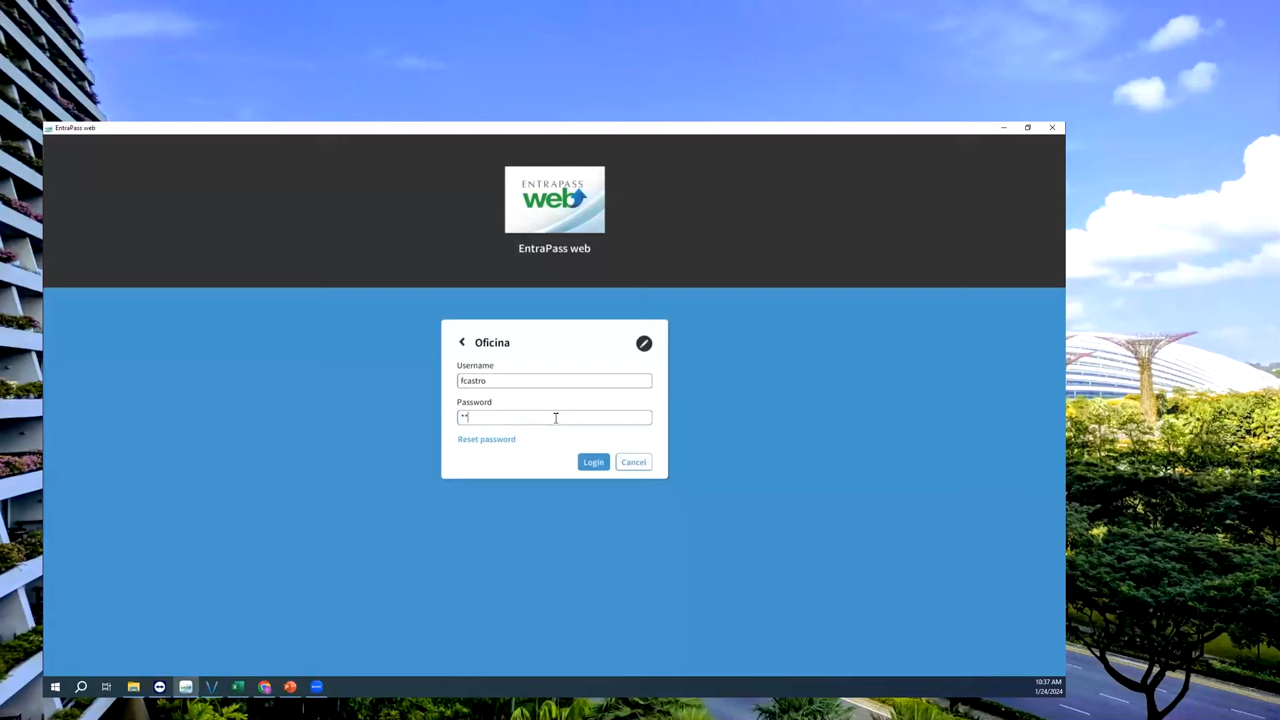 EntraPass web
ENTRAPASS
web
EntraPass web
Oficina
Username
fcastro
Password
**
Reset password
Login
Cancel
10:37 AM
1/24/2024